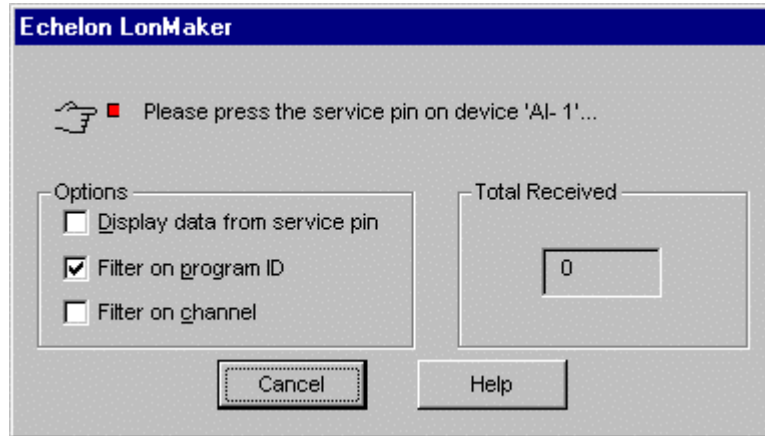 Echelon LonMaker
Please press the service pin on device 'AI- 1'...
Options
Display data from service pin
Filter on program ID
Filter on channel
Total Received
0
Cancel
Help